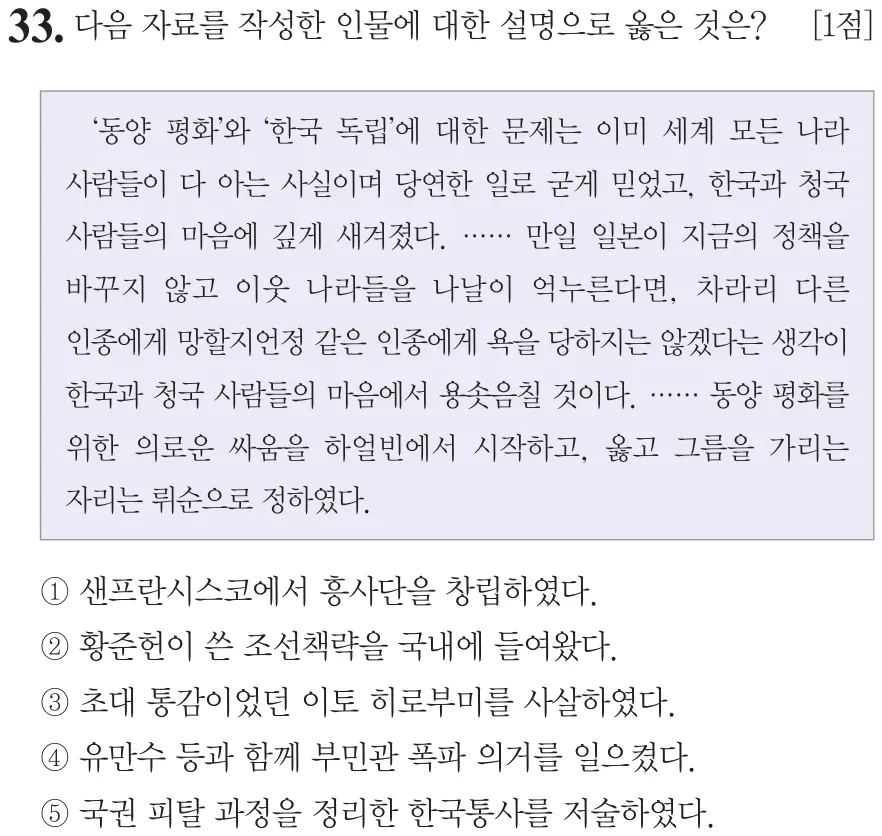 33. 다음 자료를 작성한 인물에 대한 설명으로 옳은 것은? [1점]
‘동양 평화’와 ‘한국 독립’에 대한 문제는 이미 세계 모든 나라
사람들이 다 아는 사실이며 당연한 일로 굳게 믿었고, 한국과 청국
사람들의 마음에 깊게 새겨졌다. …… 만일 일본이 지금의 정책을
바꾸지 않고 이웃 나라들을 나날이 억누른다면, 차라리 다른
인종에게 망할지언정 같은 인종에게 욕을 당하지는 않겠다는 생각이
한국과 청국 사람들의 마음에서 용솟음칠 것이다. …… 동양 평화를
위한 의로운 싸움을 하얼빈에서 시작하고, 옳고 그름을 가리는
자리는 뤼순으로 정하였다.
① 샌프란시스코에서 흥사단을 창립하였다.
② 황준헌이 쓴 조선책략을 국내에 들여왔다.
③ 초대 통감이었던 이토 히로부미를 사살하였다.
④ 유만수 등과 함께 부민관 폭파 의거를 일으켰다.
⑤ 국권 피탈 과정을 정리한 한국통사를 저술하였다.